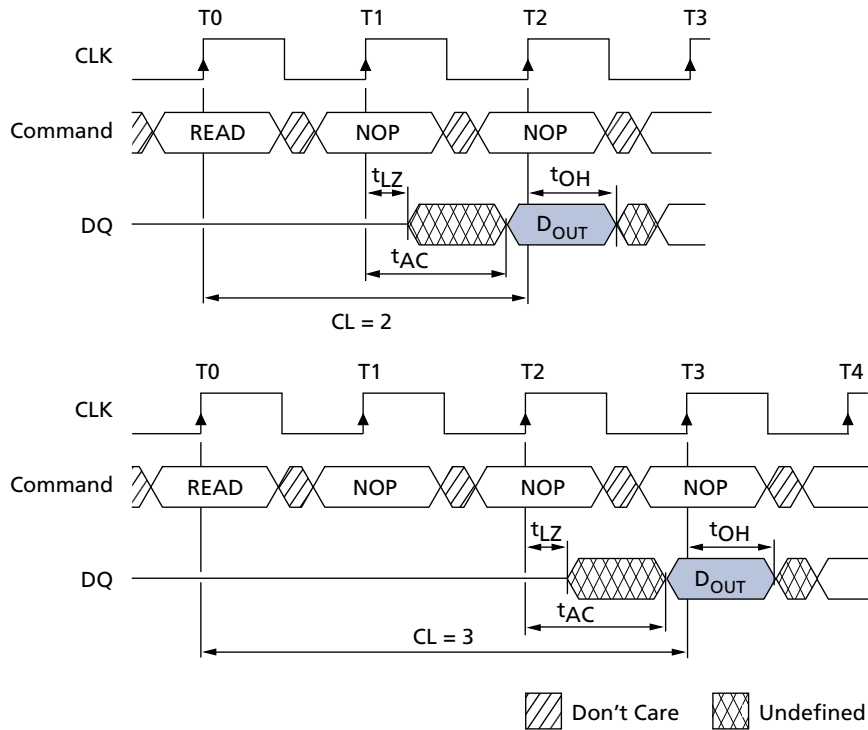 T0 T1 T2 T3
CLK
Command READ NOP NOP
tLZ tOH
DQ DOUT
tAC
CL = 2
T0 T1 T2 T3 T4
CLK
Command READ NOP NOP NOP
tLZ tOH
DQ DOUT
tAC
CL = 3
Don't Care Undefined